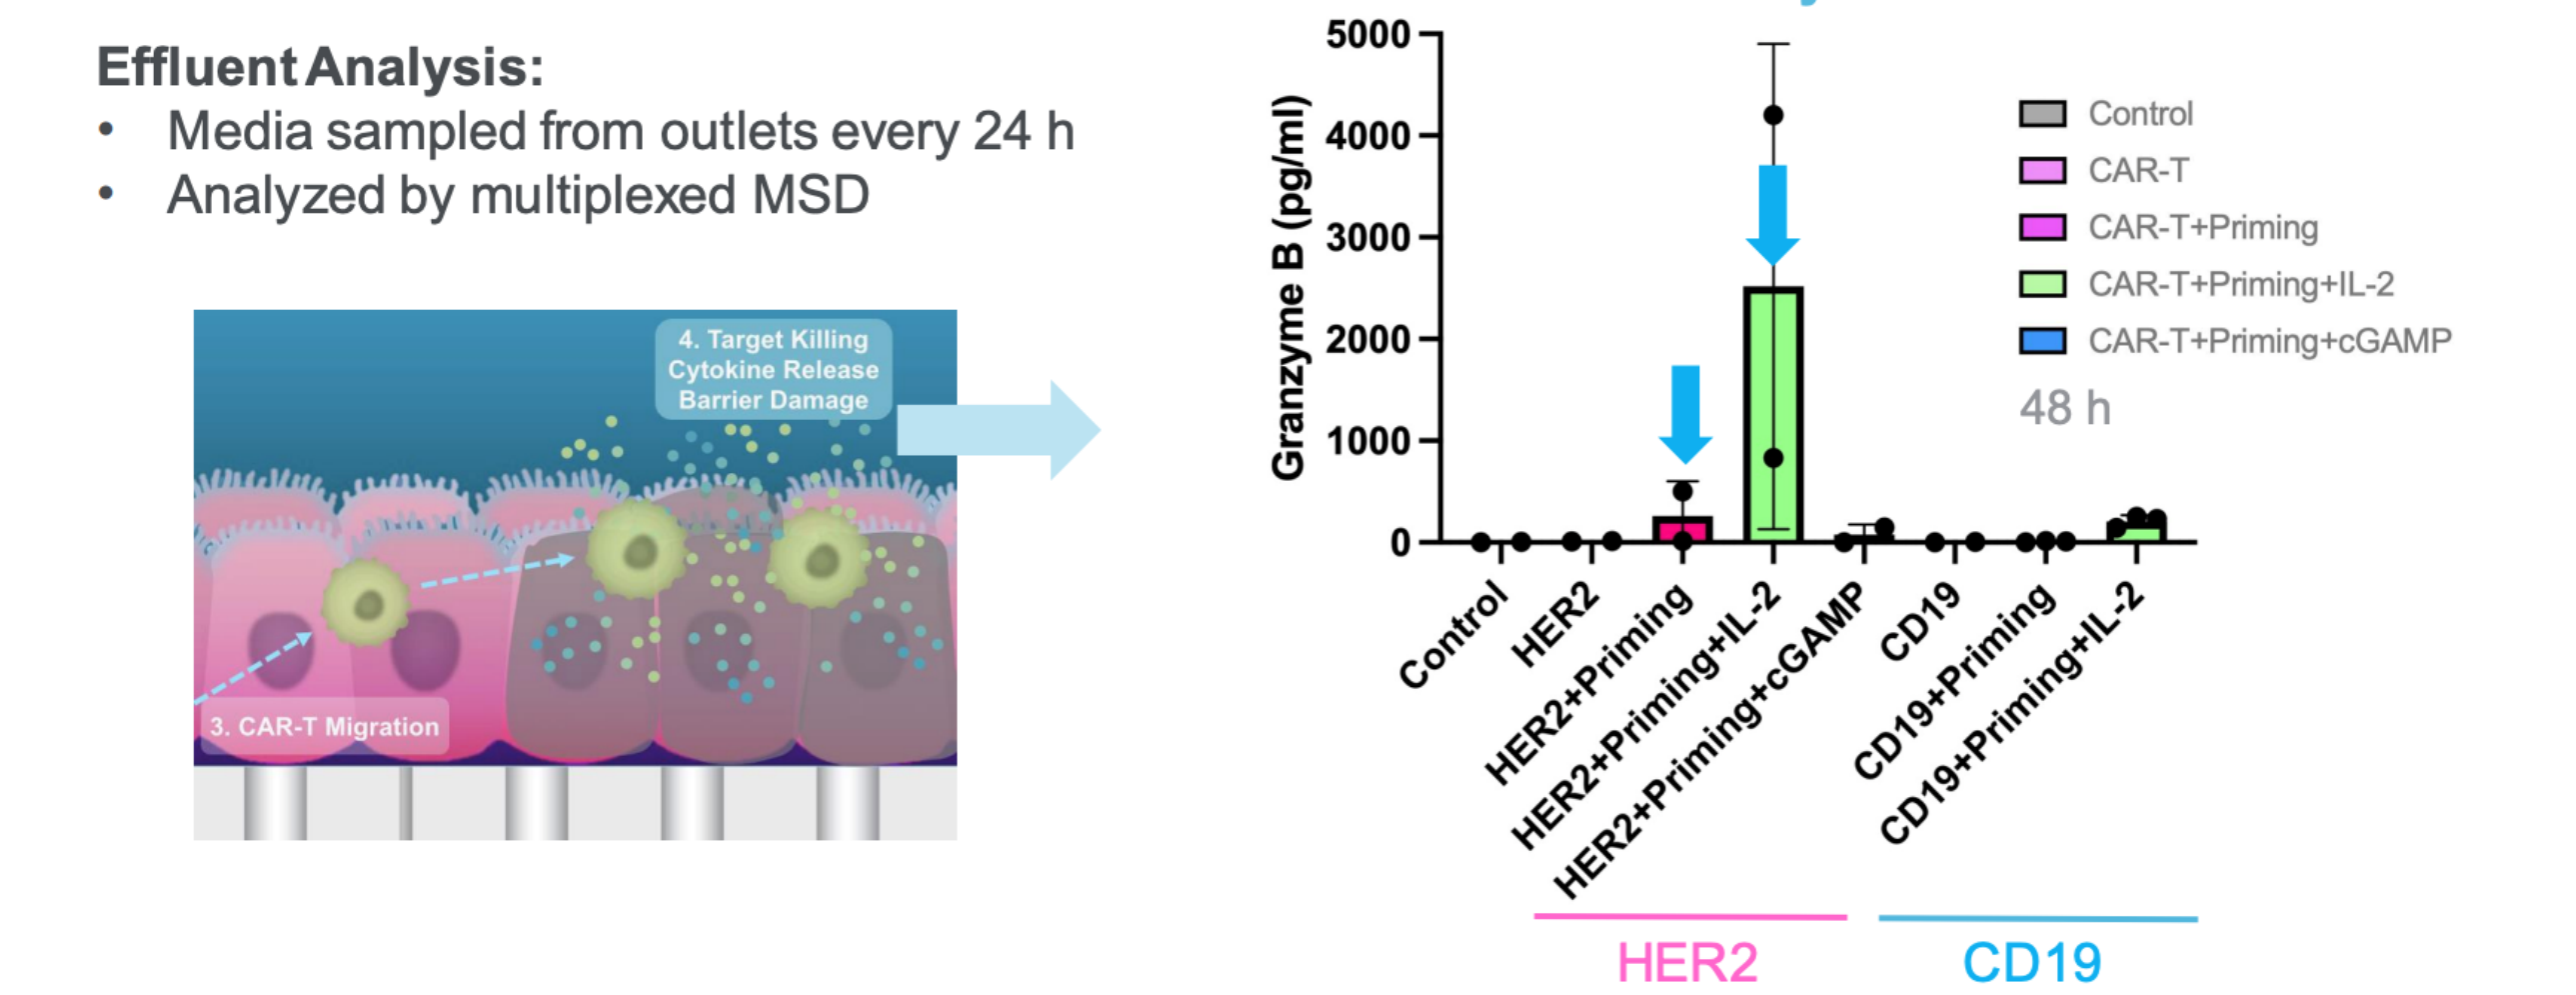 Effluent Analysis:
• Media sampled from outlets every 24 h
• Analyzed by multiplexed MSD
4. Target Killing
Cytokine Release
Barrier Damage
3. CAR-T Migration
Granzyme B (pg/ml)
5000
4000
3000
2000
1000
0
Control
HER2
HER2+Priming
HER2+Priming+IL-2
HER2+Priming+cGAMP
CD19
CD19+Priming
CD19+Priming+IL-2
HER2
CD19
Control
CAR-T
CAR-T+Priming
CAR-T+Priming+IL-2
CAR-T+Priming+cGAMP
48 h